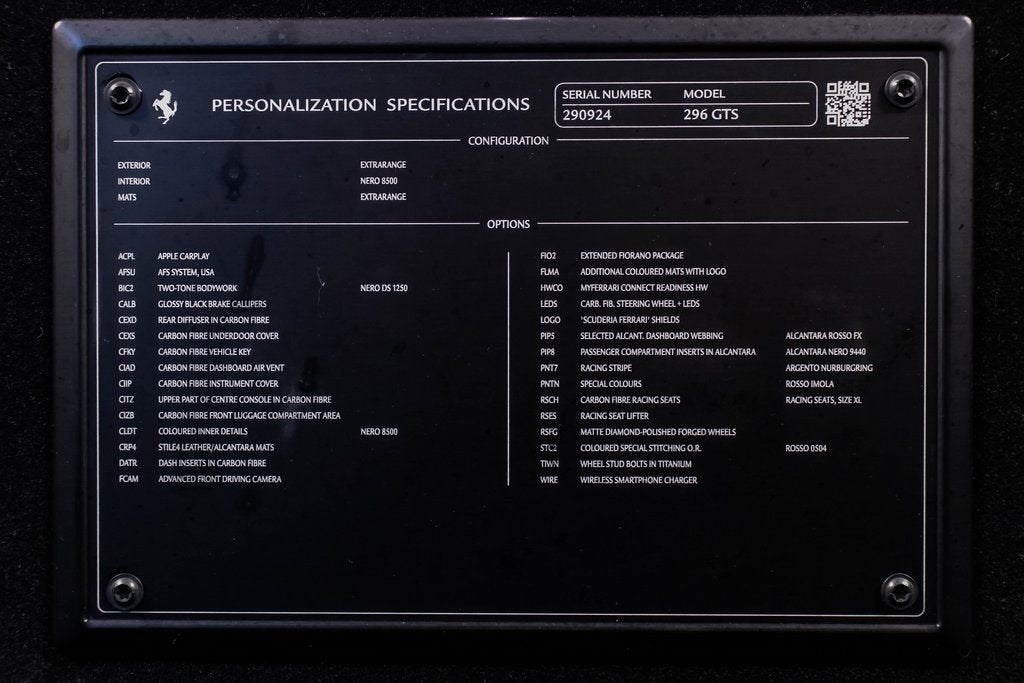 PERSONALIZATION SPECIFICATIONS
SERIAL NUMBER MODEL
290924 296 GTS
CONFIGURATION
EXTERIOR EXTRARANGE
INTERIOR NERO 8500
MATS EXTRARANGE
OPTIONS
ACPL APPLE CARPLAY
AFSU AFS SYSTEM, USA
BIC2 TWO-TONE BODYWORK NERO DS 1250
CALB GLOSSY BLACK BRAKE CALLIPERS
CEXD REAR DIFFUSER IN CARBON FIBRE
CEXS CARBON FIBRE UNDERDOOR COVER
CFKY CARBON FIBRE VEHICLE KEY
CIAD CARBON FIBRE DASHBOARD AIR VENT
CIIP CARBON FIBRE INSTRUMENT COVER
CITZ UPPER PART OF CENTRE CONSOLE IN CARBON FIBRE
CIZB CARBON FIBRE FRONT LUGGAGE COMPARTMENT AREA
CLDT COLOURED INNER DETAILS NERO 8500
CRP4 STILE4 LEATHER/ALCANTARA MATS
DATR DASH INSERTS IN CARBON FIBRE
FCAM ADVANCED FRONT DRIVING CAMERA
FIO2 EXTENDED FIORANO PACKAGE
FLMA ADDITIONAL COLOURED MATS WITH LOGO
HWCO MYFERRARI CONNECT READINESS HW
LEDS CARB. FIB. STEERING WHEEL + LEDS
LOGO 'SCUDERIA FERRARI' SHIELDS
PIP5 SELECTED ALCANT. DASHBOARD WEBBING ALCANTARA ROSSO FX
PIP8 PASSENGER COMPARTMENT INSERTS IN ALCANTARA ALCANTARA NERO 9440
PNT7 RACING STRIPE ARGENTO NURBURGRING
PNTN SPECIAL COLOURS ROSSO IMOLA
RSCH CARBON FIBRE RACING SEATS RACING SEATS, SIZE XL
RSES RACING SEAT LIFTER
RSFG MATTE DIAMOND-POLISHED FORGED WHEELS
STC2 COLOURED SPECIAL STITCHING O.R. ROSSO 0504
TIWN WHEEL STUD BOLTS IN TITANIUM
WIRE WIRELESS SMARTPHONE CHARGER